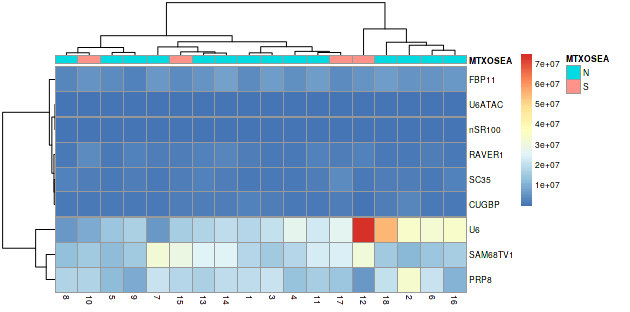 MTXOSEA
FBP11
U6ATAC
nSR100
RAVER1
SC35
CUGBP
U6
SAM68TV1
PRP8
8 10 5 9 7 15 13 14 1 3 4 11 17 12 18 2 6 16
7e+07
6e+07
5e+07
4e+07
3e+07
2e+07
1e+07
MTXOSEA
N
S